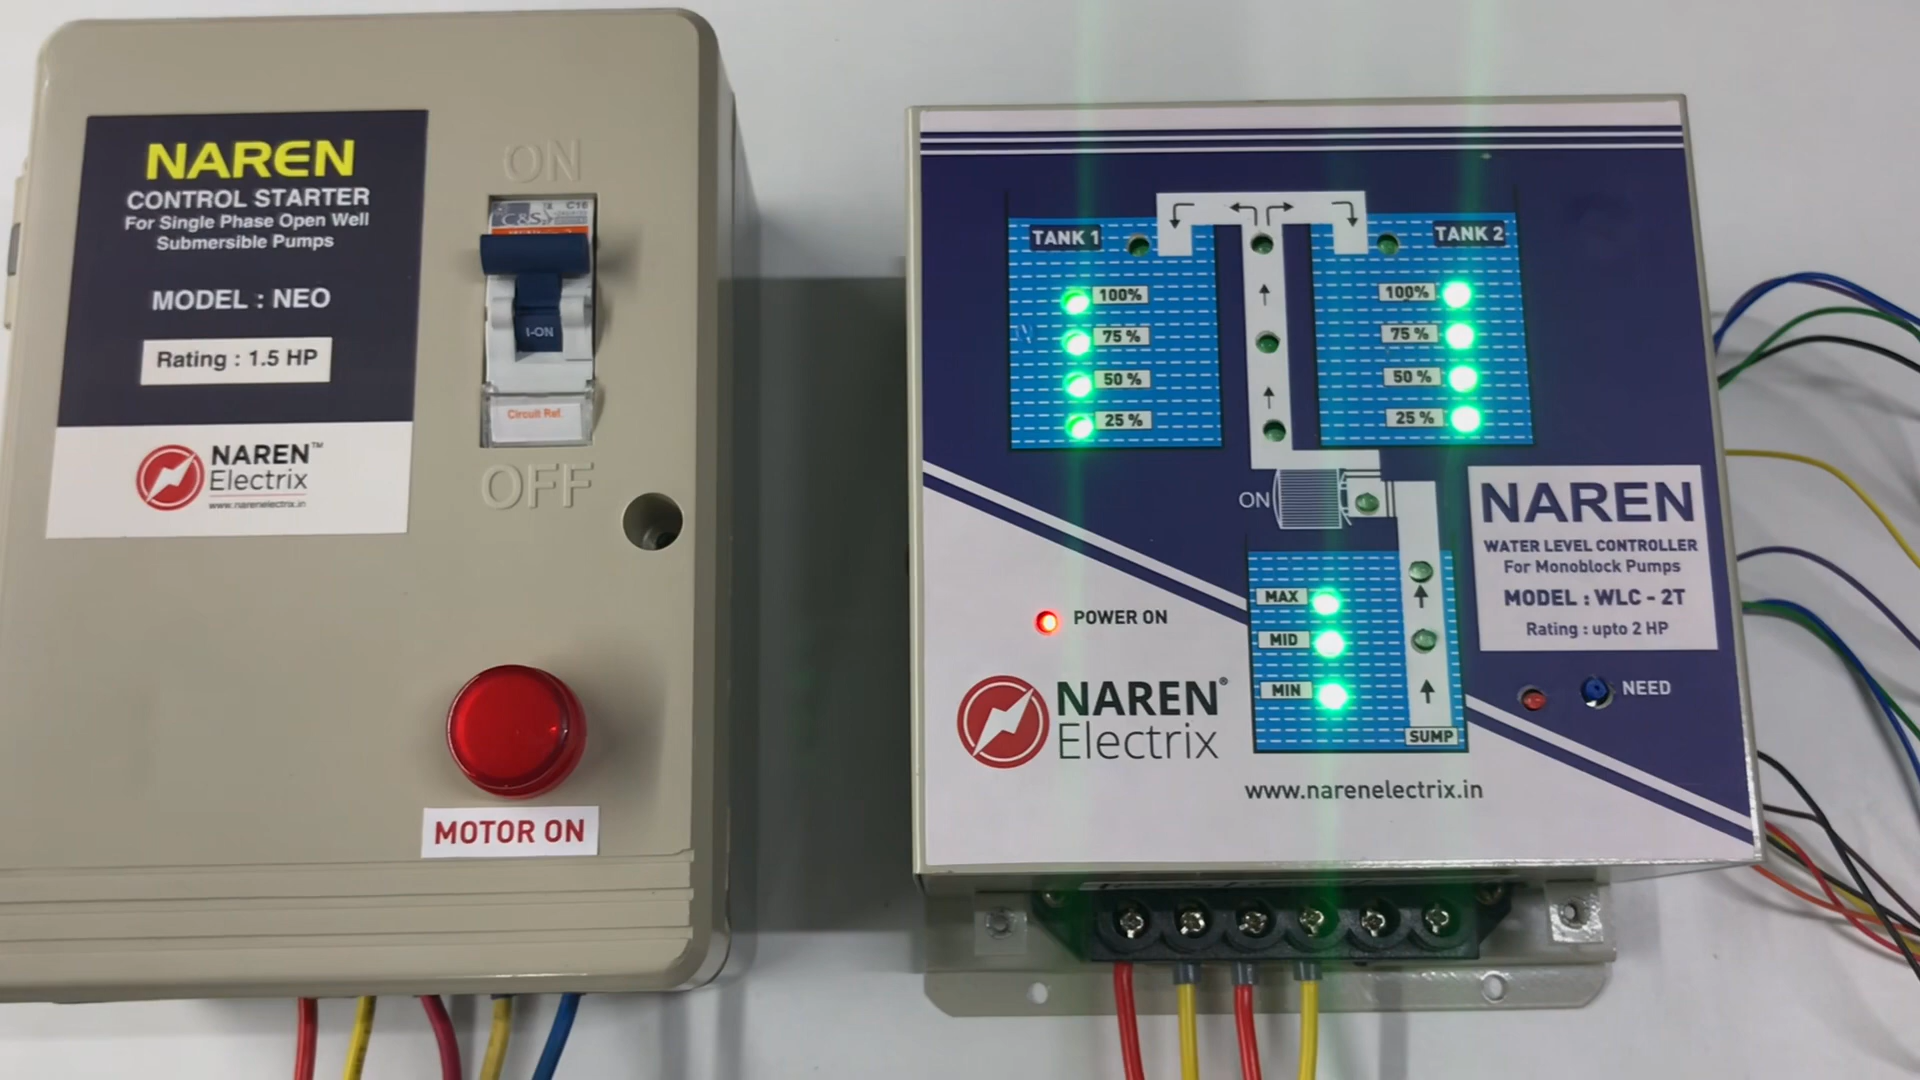 NAREN
CONTROL STARTER
For Single Phase Open Well
Submersible Pumps
MODEL : NEO
Rating : 1.5 HP
NAREN™
Electrix
www.narenelectrix.in
ON
C&S
C16
I-ON
Circuit Ref.
OFF
MOTOR ON
TANK 1
100%
75 %
50 %
25 %
TANK 2
100%
75 %
50 %
25 %
ON
NAREN
WATER LEVEL CONTROLLER
For Monoblock Pumps
MODEL : WLC - 2T
Rating : upto 2 HP
POWER ON
MAX
MID
MIN
SUMP
NEED
NAREN®
Electrix
www.narenelectrix.in